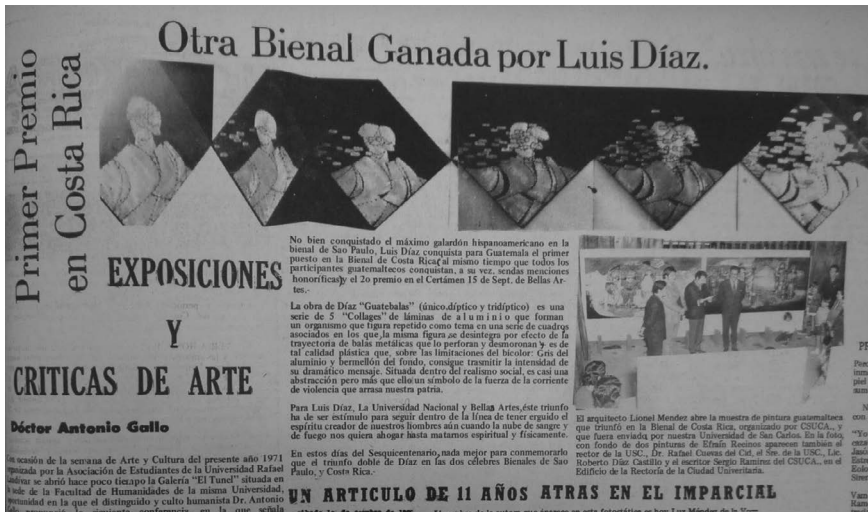 Otra Bienal Ganada por Luis Díaz.
Primer Premio
en Costa Rica
EXPOSICIONES
Y
CRITICAS DE ARTE
Dóctor Antonio Gallo
ocasión de la semana de Arte y Cultura del presente año 1971
por la Asociación de Estudiantes de la Universidad Rafael
se abrió hace poco tiempo la Galería "El Tunel" situada en
sede de la Facultad de Humanidades de la misma Universidad,
en la que el distinguido y culto humanista Dr. Antonio
conferencia en la que señala
No bien conquistado el máximo galardón hispanoamericano en la
bienal de Sao Paulo, Luis Díaz conquista para Guatemala el primer
puesto en la Bienal de Costa Rica, al mismo tiempo que todos los
participantes guatemaltecos conquistan, a su vez, sendas menciones
honoríficas y el 2o premio en el Certámen 15 de Sept. de Bellas Ar-
tes.-
La obra de Díaz "Guatebalas" (único, díptico y tridíptico) es una
serie de 5 "Collages" de láminas de aluminio que forman
un organismo que figura repetido como tema en una serie de cuadros
asociados en los que, la misma figura se desintegra por efecto de la
trayectoria de balas metálicas que lo perforan y desmoronan y es de
tal calidad plástica que, sobre las limitaciones del bicolor: Gris del
aluminio y bermellón del fondo, consigue trasmitir la intensidad de
su dramático mensaje. Situada dentro del realismo social, es casi una
abstracción pero más que ello un símbolo de la fuerza de la corriente
de violencia que arrasa nuestra patria.
Para Luis Díaz, La Universidad Nacional y Bellas Artes, éste triunfo
ha de ser estímulo para seguir dentro de la línea de tener erguido el
espíritu creador de nuestros hombres aún cuando la nube de sangre y
de fuego nos quiera ahogar hasta matarnos espiritual y físicamente.
En estos días del Sesquicentenario, nada mejor para conmemorarlo
que el triunfo doble de Díaz en las dos célebres Bienales de Sao
Paulo, y Costa Rica.-
El arquitecto Lionel Mendez abre la muestra de pintura guatemalteca
que triunfó en la Bienal de Costa Rica, organizado por CSUCA., y
que fuera enviada por nuestra Universidad de San Carlos. En la foto,
con fondo de dos pinturas de Efraín Recinos aparecen también el
rector de la USC., Dr. Rafael Cuevas del Cid, el Sre. de la USC., Lic.
Roberto Díaz Castillo y el escritor Sergio Ramírez del CSUCA., en el
Edificio de la Rectoría de la Ciudad Univeritaria.
UN ARTICULO DE 11 AÑOS ATRAS EN EL IMPARCIAL